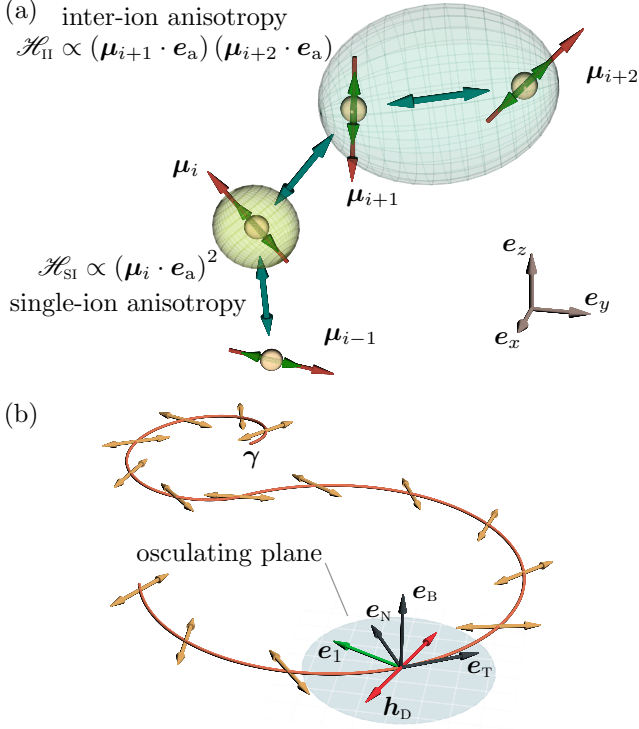 (a)
inter-ion anisotropy
ℋ_II ∝ (μ_{i+1} · e_a) (μ_{i+2} · e_a)
μ_{i+2}
μ_i
μ_{i+1}
ℋ_SI ∝ (μ_i · e_a)^2
single-ion anisotropy
e_z
e_y
e_x
μ_{i−1}
(b)
γ
osculating plane
e_N
e_B
e_1
e_T
h_D